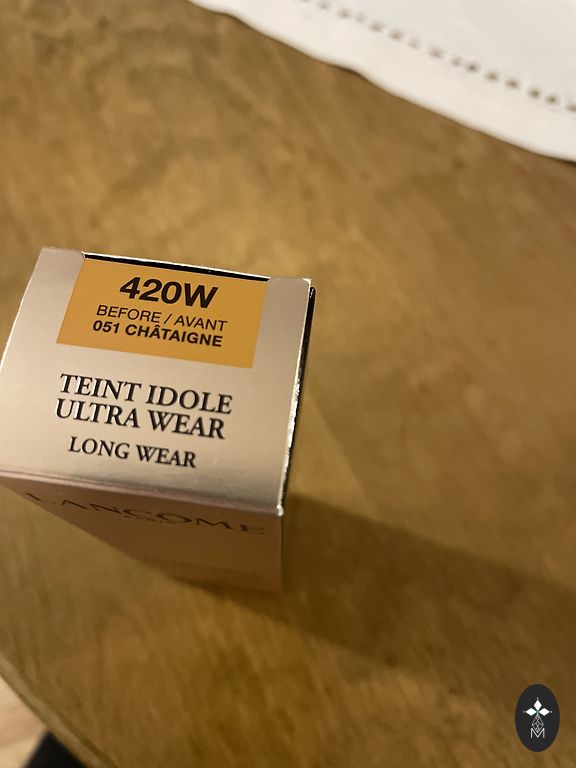 420W
BEFORE / AVANT
051 CHÂTAIGNE
TEINT IDOLE
ULTRA WEAR
LONG WEAR
LANCÔME
M